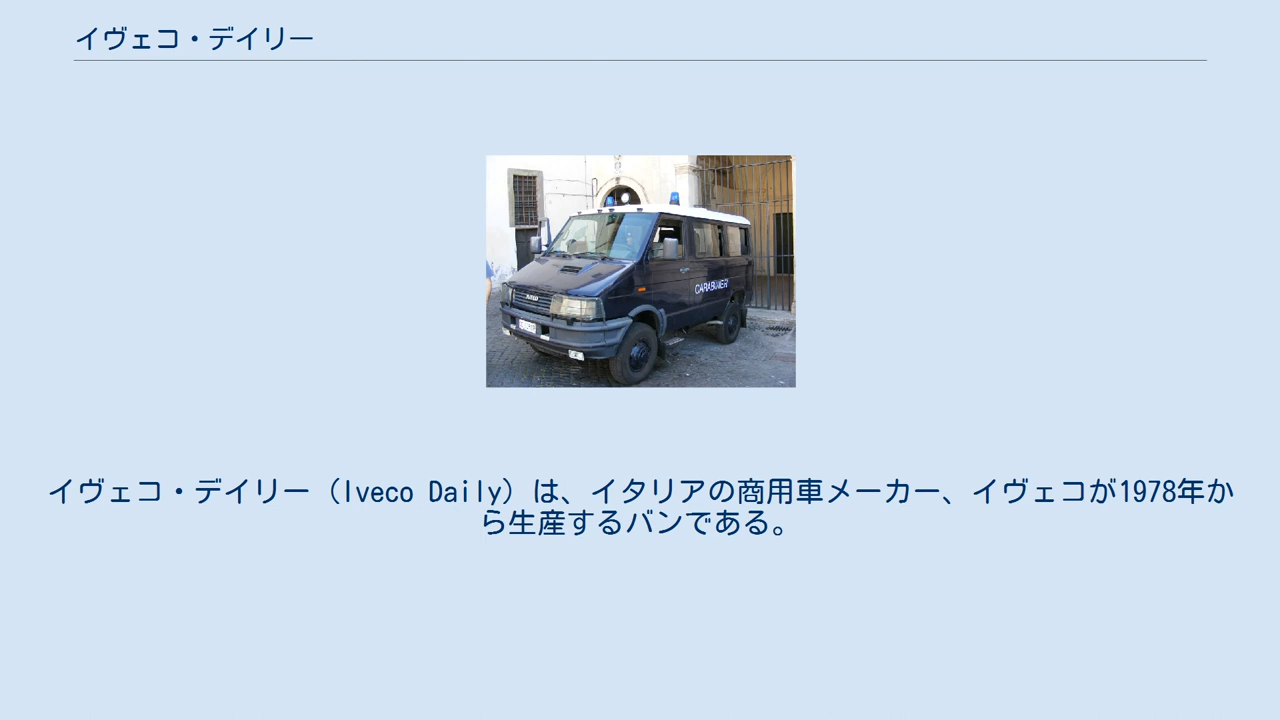 イヴェコ・デイリー
CARABINIERI
IVECO
イヴェコ・デイリー（Iveco Daily）は、イタリアの商用車メーカー、イヴェコが1978年か
ら生産するバンである。